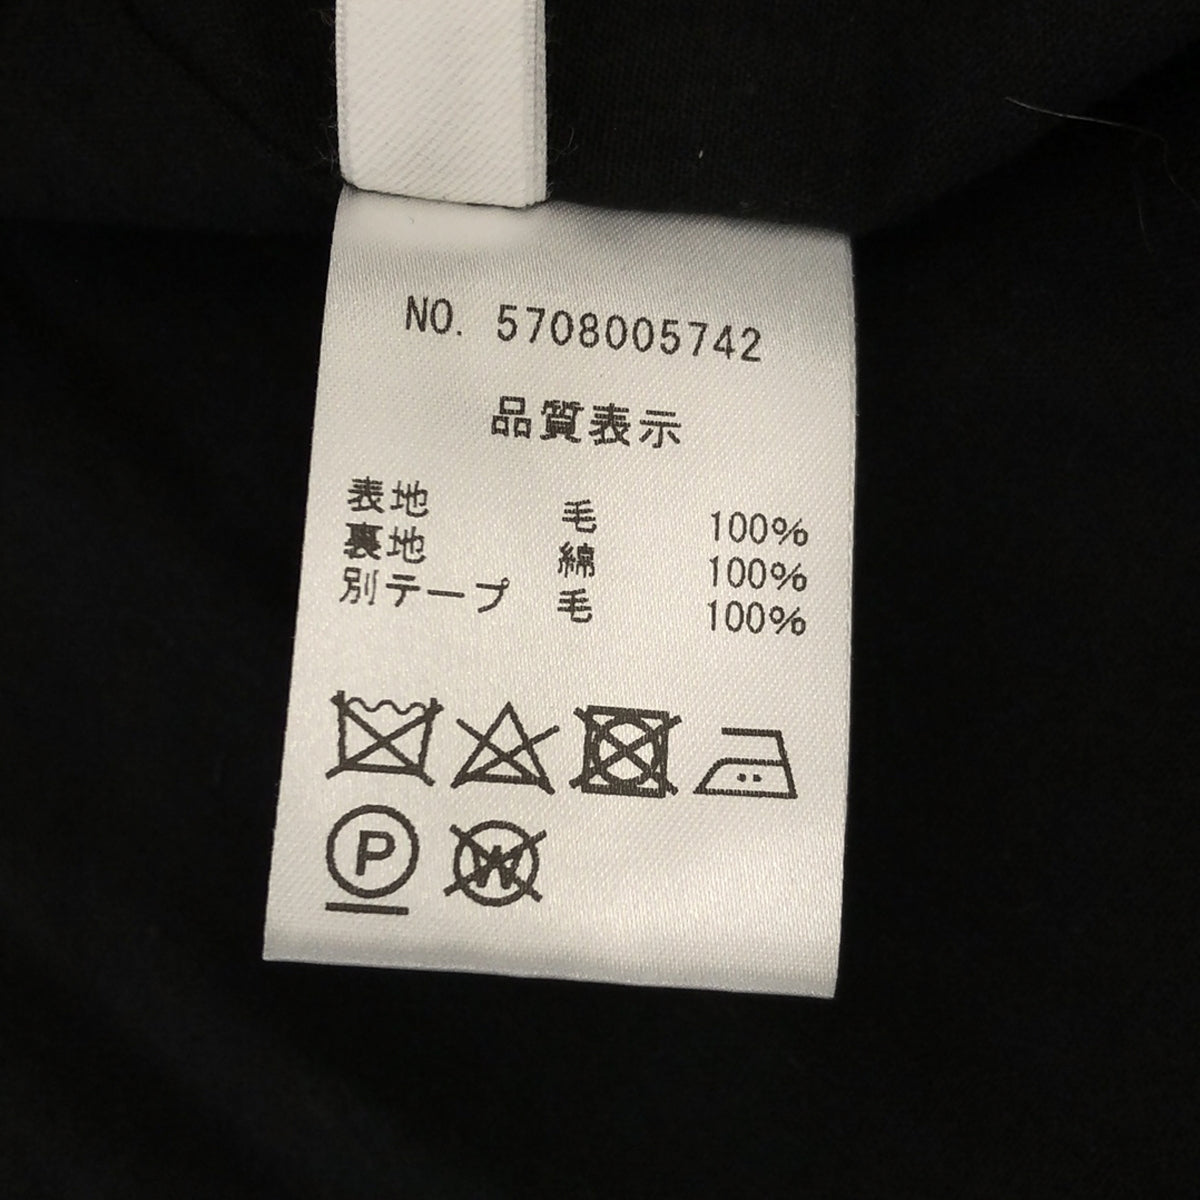 NO. 5708005742
品質表示
表地 毛 100%
裏地 綿 100%
別テープ 毛 100%
P W